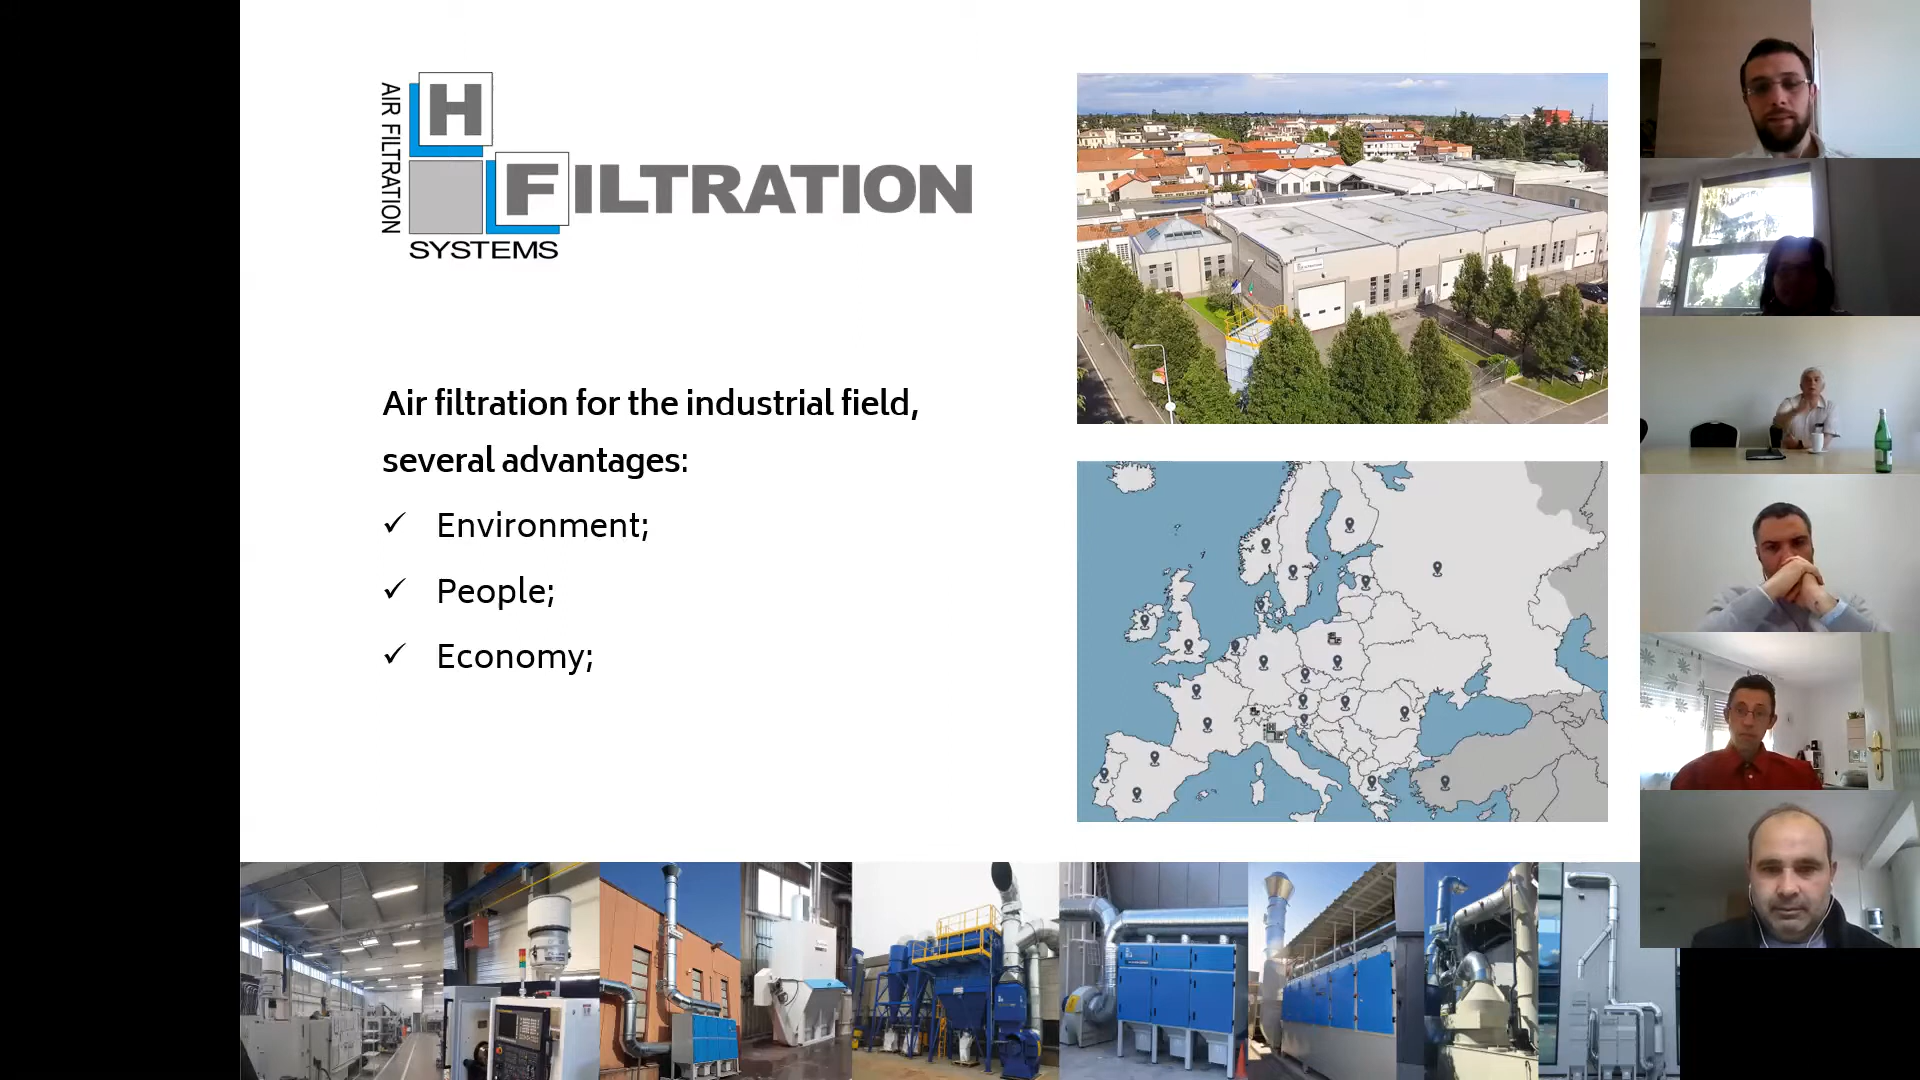 AIR FILTRATION
H
FILTRATION
SYSTEMS
Air filtration for the industrial field,
several advantages:
✓ Environment;
✓ People;
✓ Economy;